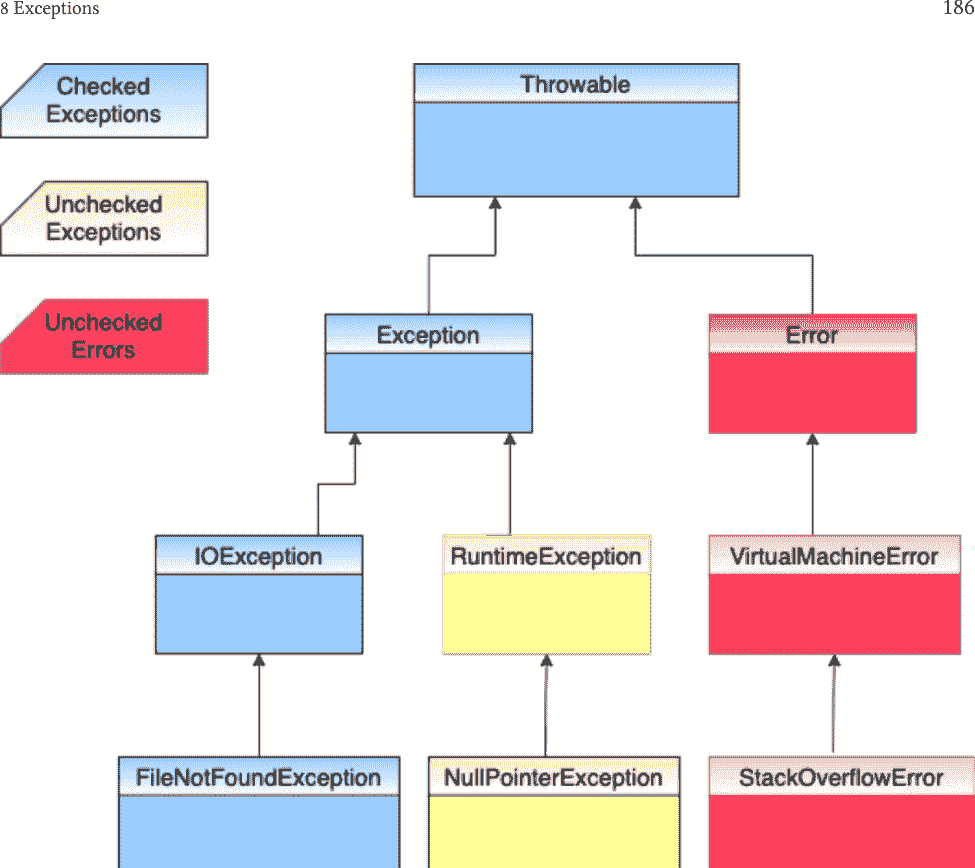 8 Exceptions
186
Checked
Exceptions
Throwable
Unchecked
Exceptions
Unchecked
Errors
Exception
Error
IOException
RuntimeException
VirtualMachineError
FileNotFoundException
NullPointerException
StackOverflowError